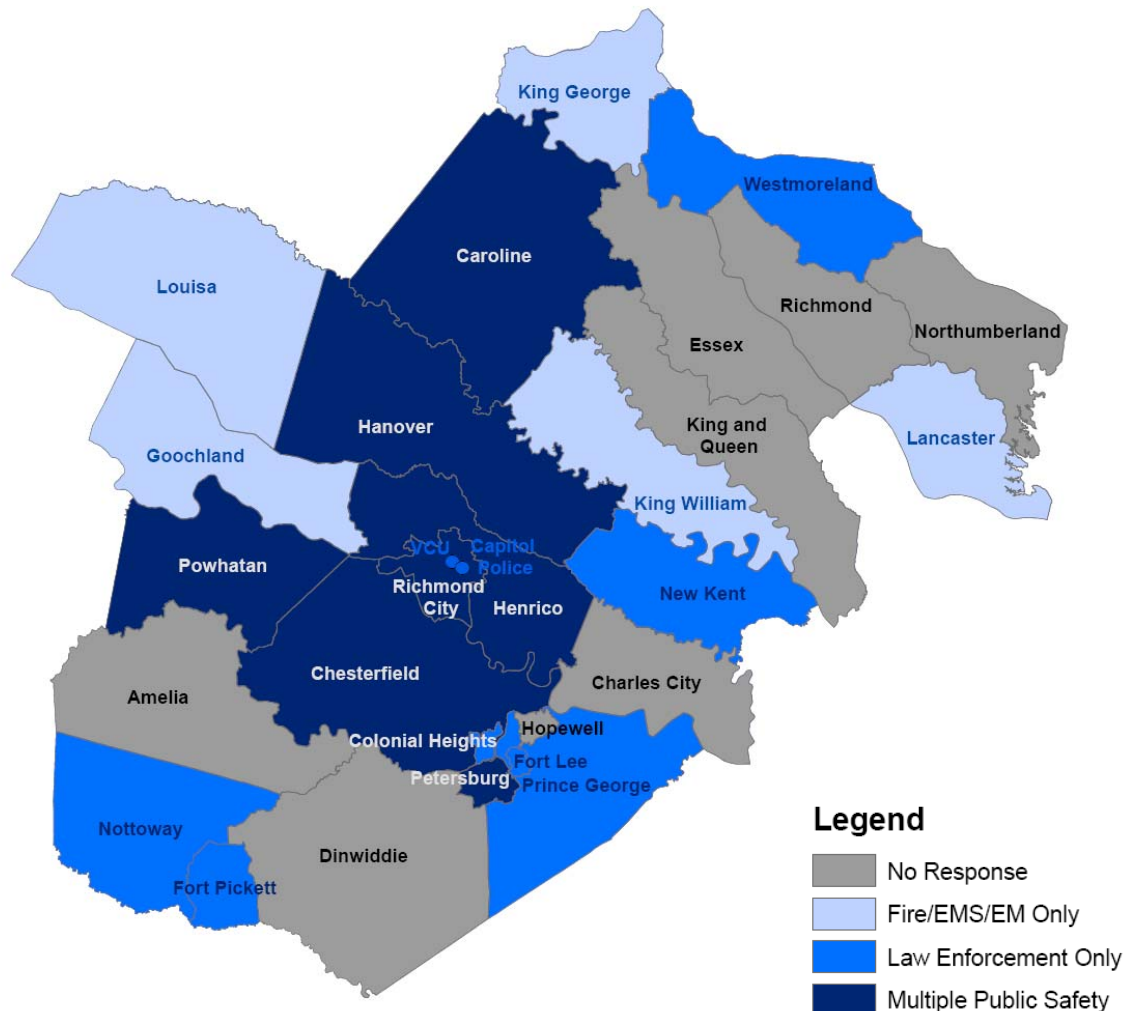 King George
Westmoreland
Caroline
Louisa
Richmond
Northumberland
Essex
Hanover
King and
Queen
Lancaster
Goochland
King William
VCU
Capitol
Police
Powhatan
Richmond
City
Henrico
New Kent
Chesterfield
Charles City
Amelia
Hopewell
Colonial Heights
Fort Lee
Petersburg
Prince George
Nottoway
Dinwiddie
Fort Pickett
Legend
No Response
Fire/EMS/EM Only
Law Enforcement Only
Multiple Public Safety